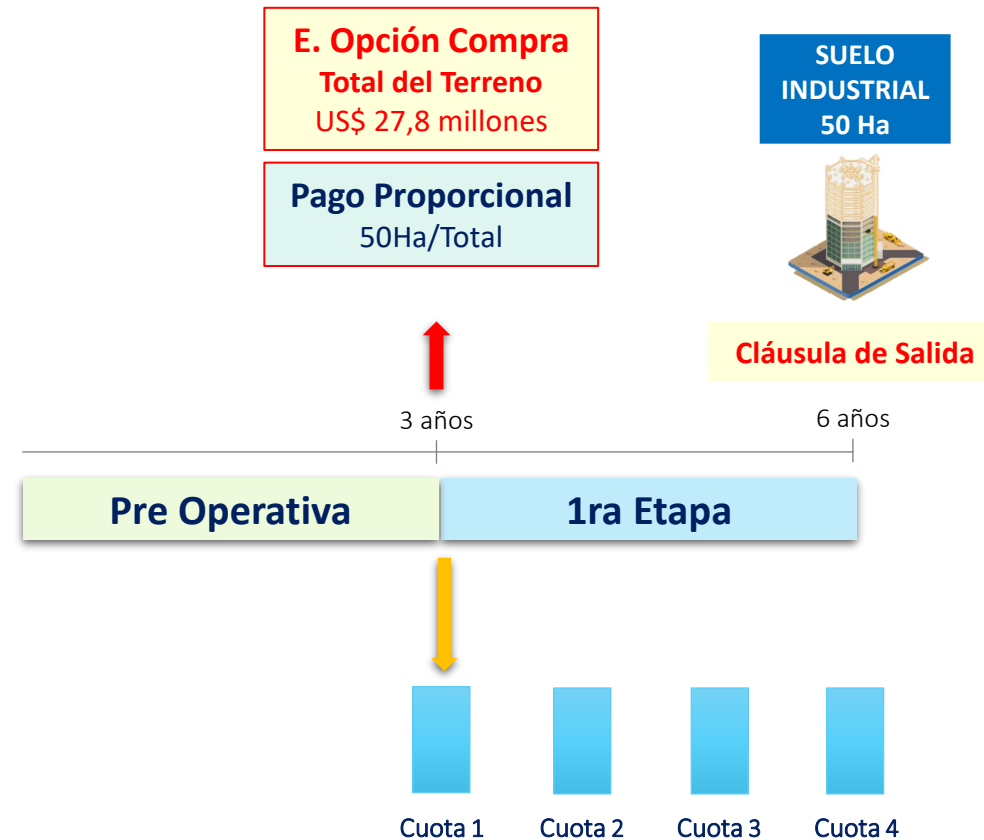 E. Opción Compra
Total del Terreno
US$ 27,8 millones
Pago Proporcional
50Ha/Total
SUELO
INDUSTRIAL
50 Ha
Cláusula de Salida
3 años
6 años
Pre Operativa
1ra Etapa
Cuota 1
Cuota 2
Cuota 3
Cuota 4